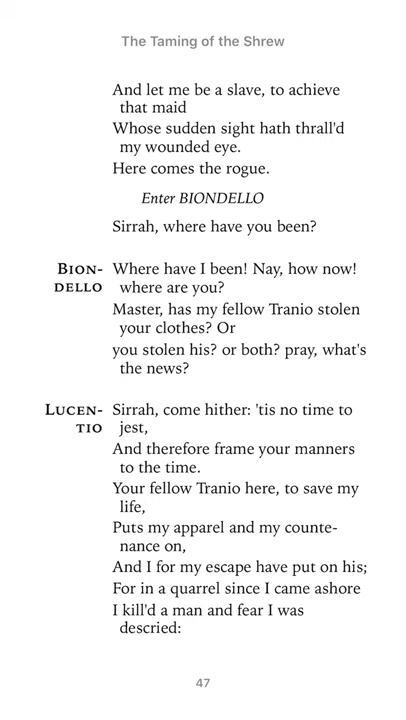 The Taming of the Shrew
And let me be a slave, to achieve
that maid
Whose sudden sight hath thrall'd
my wounded eye.
Here comes the rogue.
Enter BIONDELLO
Sirrah, where have you been?
BION- Where have I been! Nay, how now!
DELLO where are you?
Master, has my fellow Tranio stolen
your clothes? Or
you stolen his? or both? pray, what's
the news?
LUCEN- Sirrah, come hither: 'tis no time to
TIO jest,
And therefore frame your manners
to the time.
Your fellow Tranio here, to save my
life,
Puts my apparel and my counte-
nance on,
And I for my escape have put on his;
For in a quarrel since I came ashore
I kill'd a man and fear I was
descried:
47